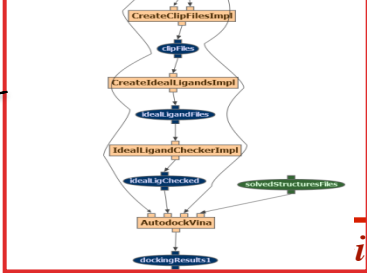 CreateClipFilesImpl
clipFiles
CreateIdealLigandsImpl
idealLigandFiles
IdealLigandCheckerImpl
idealLigChecked
solvedStructuresFiles
AutodockVina
i
dockingResults1